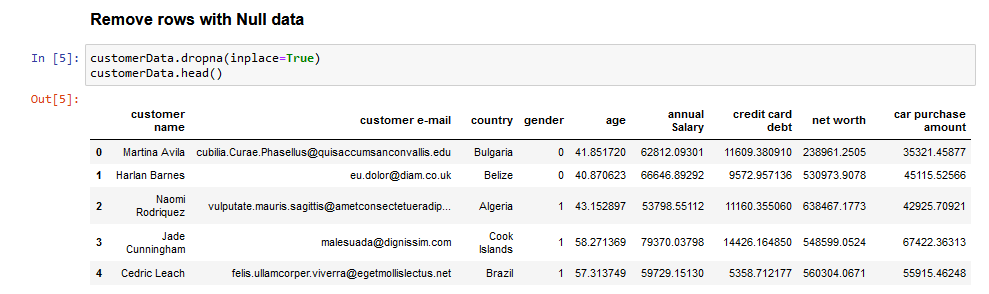 Remove rows with Null data
In [5]: customerData.dropna(inplace=True)
customerData.head()
Out[5]:
customer name customer e-mail country gender age annual Salary credit card debt net worth car purchase amount
0 Martina Avila cubilia.Curae.Phasellus@quisaccumsanconvallis.edu Bulgaria 0 41.851720 62812.09301 11609.380910 238961.2505 35321.45877
1 Harlan Barnes eu.dolor@diam.co.uk Belize 0 40.870623 66646.89292 9572.957136 530973.9078 45115.52566
2 Naomi Rodriquez vulputate.mauris.sagittis@ametconsectetueradip... Algeria 1 43.152897 53798.55112 11160.355060 638467.1773 42925.70921
3 Jade Cunningham malesuada@dignissim.com Cook Islands 1 58.271369 79370.03798 14426.164850 548599.0524 67422.36313
4 Cedric Leach felis.ullamcorper.viverra@egetmollislectus.net Brazil 1 57.313749 59729.15130 5358.712177 560304.0671 55915.46248